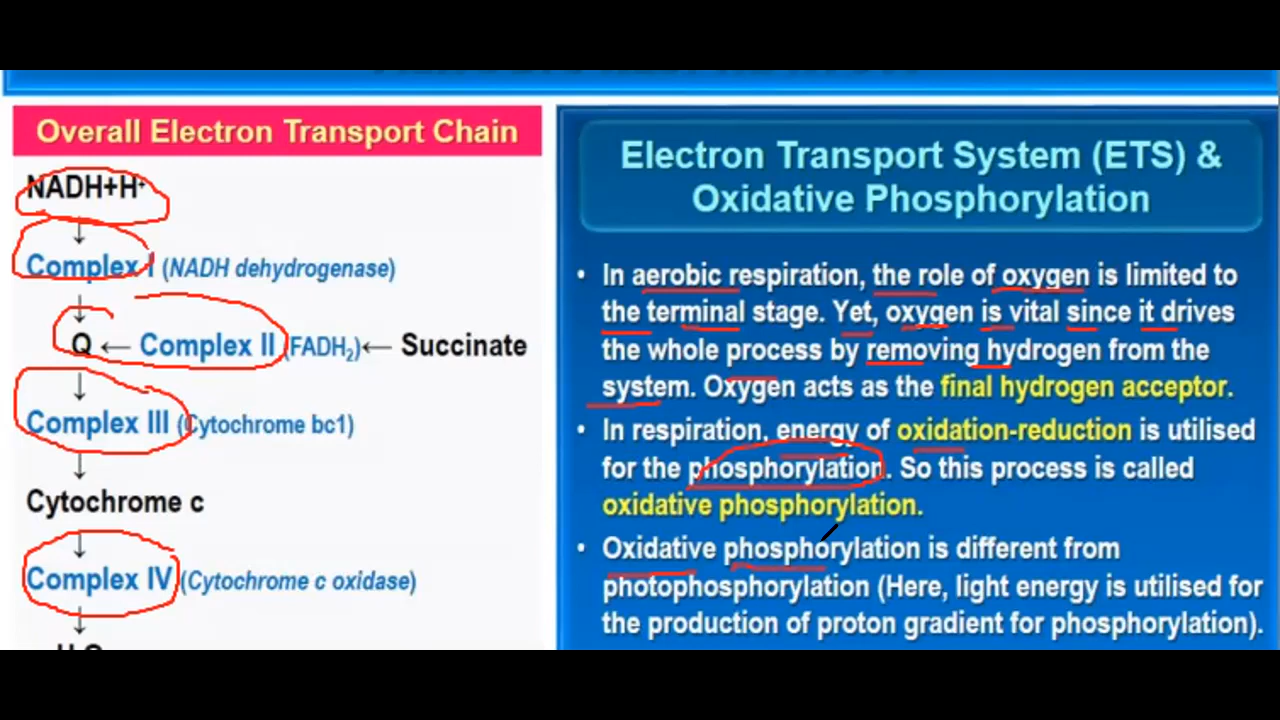 Overall Electron Transport Chain
NADH+H⁺
↓
Complex I (NADH dehydrogenase)
↓
Q ← Complex II (FADH₂)← Succinate
↓
Complex III (Cytochrome bc1)
↓
Cytochrome c
↓
Complex IV (Cytochrome c oxidase)
↓
Electron Transport System (ETS) &
Oxidative Phosphorylation
• In aerobic respiration, the role of oxygen is limited to
the terminal stage. Yet, oxygen is vital since it drives
the whole process by removing hydrogen from the
system. Oxygen acts as the final hydrogen acceptor.
• In respiration, energy of oxidation-reduction is utilised
for the phosphorylation. So this process is called
oxidative phosphorylation.
• Oxidative phosphorylation is different from
photophosphorylation (Here, light energy is utilised for
the production of proton gradient for phosphorylation).